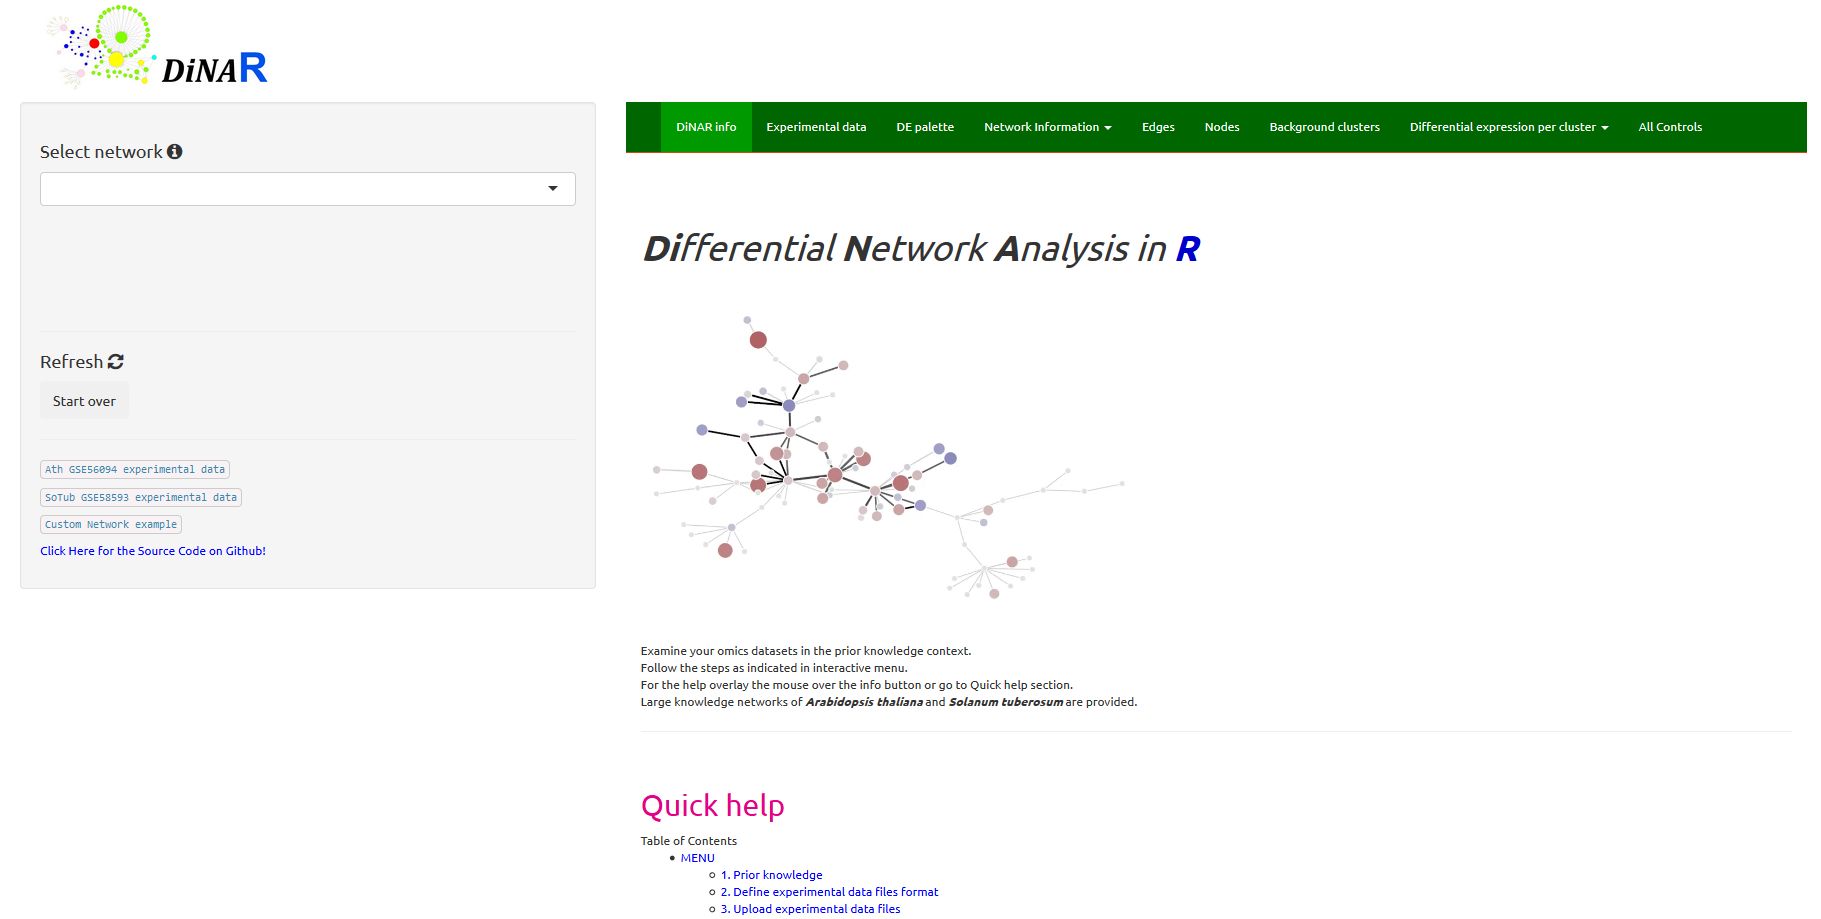 DiNAR
Select network
Refresh
Start over
Ath GSE56094 experimental data
SoTub GSE58593 experimental data
Custom Network example
Click Here for the Source Code on Github!
DiNAR info Experimental data DE palette Network Information Edges Nodes Background clusters Differential expression per cluster All Controls
Differential Network Analysis in R
Examine your omics datasets in the prior knowledge context.
Follow the steps as indicated in interactive menu.
For the help overlay the mouse over the info button or go to Quick help section.
Large knowledge networks of Arabidopsis thaliana and Solanum tuberosum are provided.
Quick help
Table of Contents
MENU
1. Prior knowledge
2. Define experimental data files format
3. Upload experimental data files